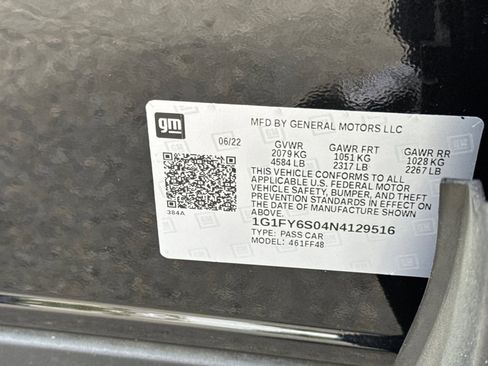 gm
MFD BY GENERAL MOTORS LLC
06/22 GVWR GAWR FRT GAWR RR
2079 KG 1051 KG 1028 KG
4584 LB 2317 LB 2267 LB
THIS VEHICLE CONFORMS TO ALL
APPLICABLE U.S. FEDERAL MOTOR
VEHICLE SAFETY, BUMPER, AND THEFT
PREVENTION STANDARDS IN EFFECT ON
THE DATE OF MANUFACTURE SHOWN
ABOVE.
384A
1G1FY6S04N4129516
TYPE: PASS CAR
MODEL: 461FF48